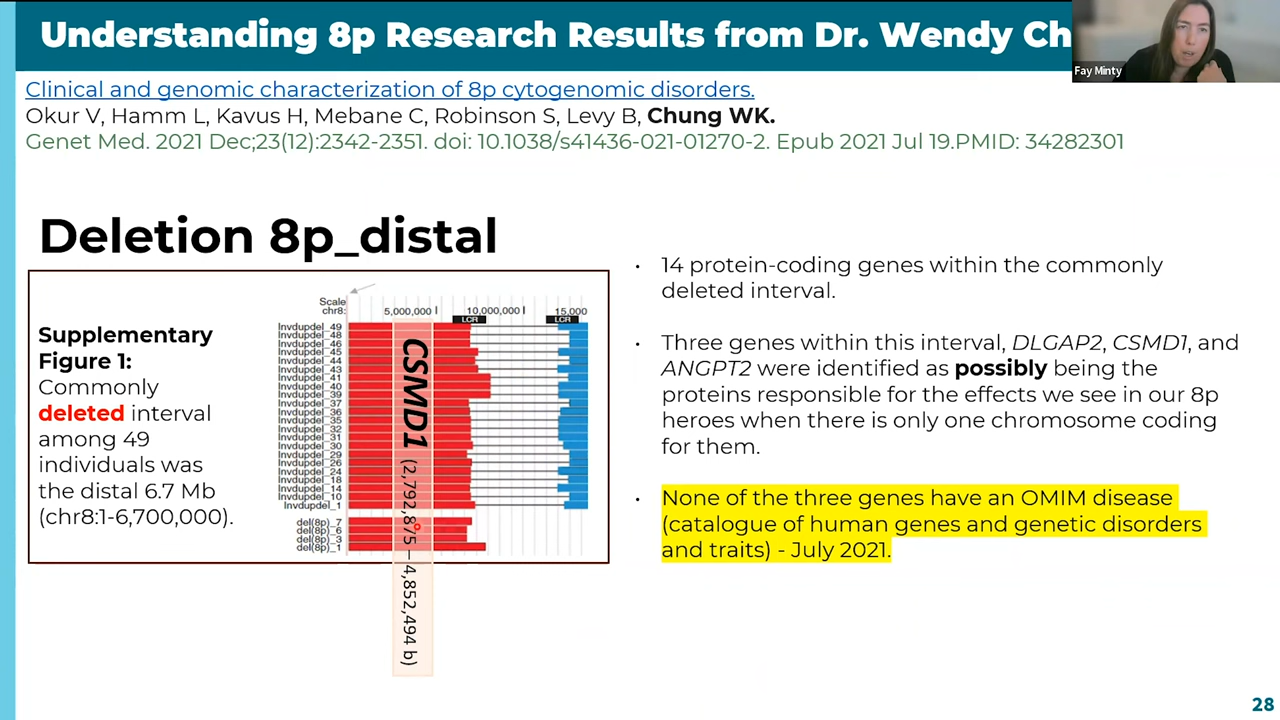 Understanding 8p Research Results from Dr. Wendy Ch
Fay Minty
Clinical and genomic characterization of 8p cytogenomic disorders.
Okur V, Hamm L, Kavus H, Mebane C, Robinson S, Levy B, Chung WK.
Genet Med. 2021 Dec;23(12):2342-2351. doi: 10.1038/s41436-021-01270-2. Epub 2021 Jul 19.PMID: 34282301
Deletion 8p_distal
Supplementary
Figure 1:
Commonly
deleted interval
among 49
individuals was
the distal 6.7 Mb
(chr8:1-6,700,000).
Scale
chr8:
5,000,000
10,000,000
15,000
LCR
LCR
Invdupdel_49
Invdupdel_48
Invdupdel_46
Invdupdel_45
Invdupdel_44
Invdupdel_43
Invdupdel_41
Invdupdel_40
Invdupdel_39
Invdupdel_37
Invdupdel_36
Invdupdel_35
Invdupdel_32
Invdupdel_31
Invdupdel_30
Invdupdel_29
Invdupdel_26
Invdupdel_24
Invdupdel_18
Invdupdel_14
Invdupdel_10
Invdupdel_1
del(8p)_7
del(8p)_6
del(8p)_3
del(8p)_1
CSMD1 (2,792,875–4,852,494 b)
• 14 protein-coding genes within the commonly
deleted interval.
• Three genes within this interval, DLGAP2, CSMD1, and
ANGPT2 were identified as possibly being the
proteins responsible for the effects we see in our 8p
heroes when there is only one chromosome coding
for them.
• None of the three genes have an OMIM disease
(catalogue of human genes and genetic disorders
and traits) - July 2021.
28